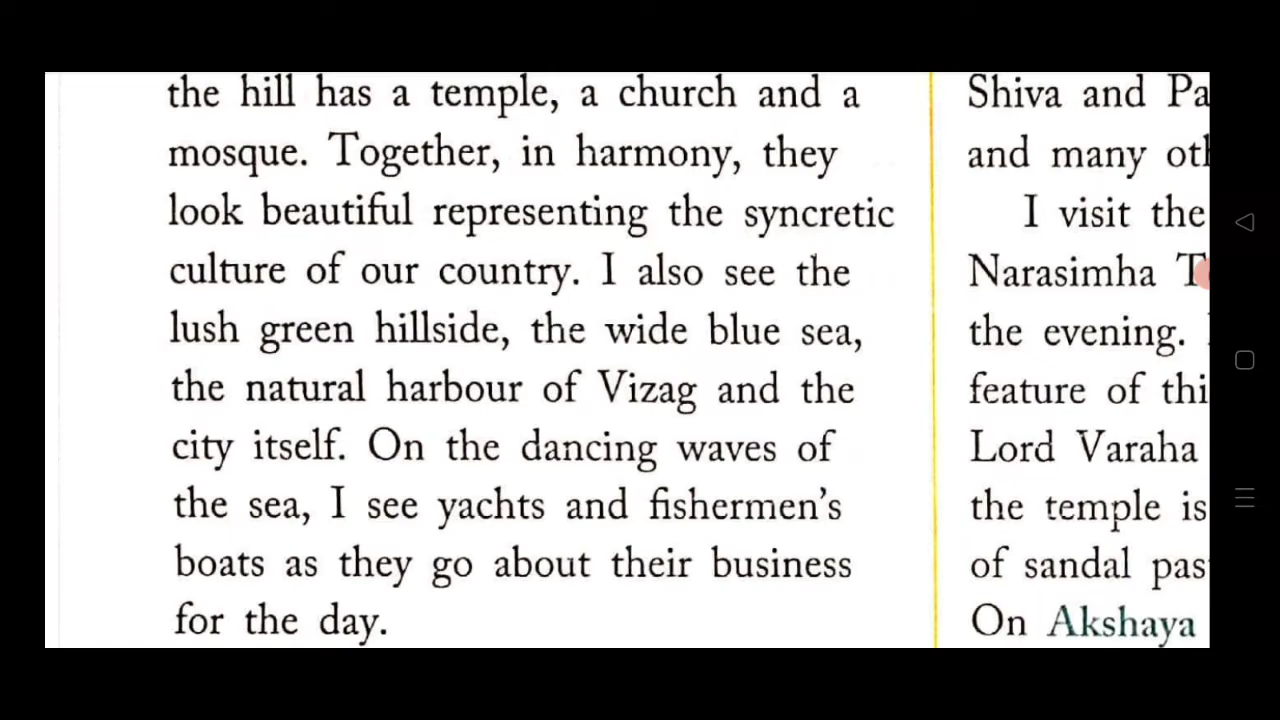 the hill has a temple, a church and a
mosque. Together, in harmony, they
look beautiful representing the syncretic
culture of our country. I also see the
lush green hillside, the wide blue sea,
the natural harbour of Vizag and the
city itself. On the dancing waves of
the sea, I see yachts and fishermen's
boats as they go about their business
for the day.
Shiva and
and many
I visit the
Narasimha
the evening.
feature of
Lord Varaha
the temple is
of sandal
On Akshaya